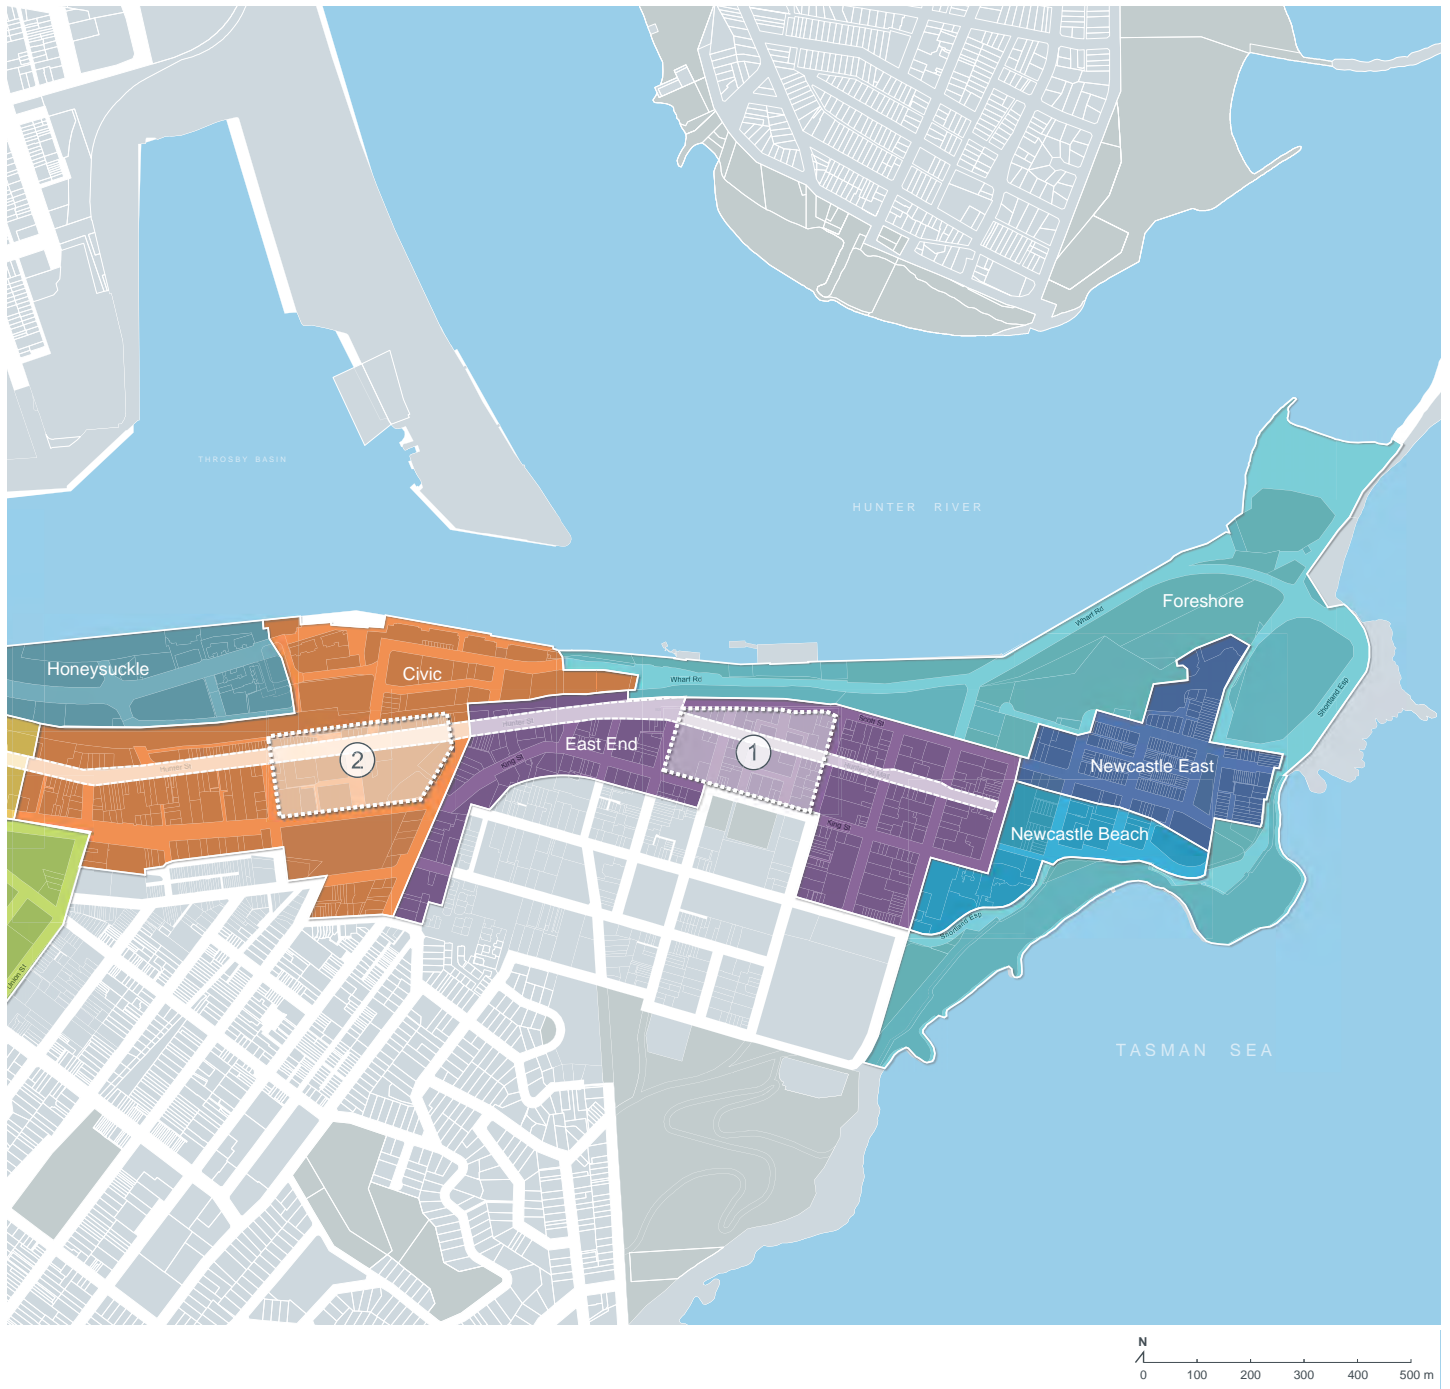 THROSBY BASIN
HUNTER RIVER
Foreshore
Wharf Rd
Honeysuckle
Civic
Wharf Rd
Shortland Esp
Hunter St
Scott St
East End
1
2
King St
Hunter St
Newcastle East
King St
Newcastle Beach
Shortland Esp
Union St
TASMAN SEA
N
0 100 200 300 400 500 m